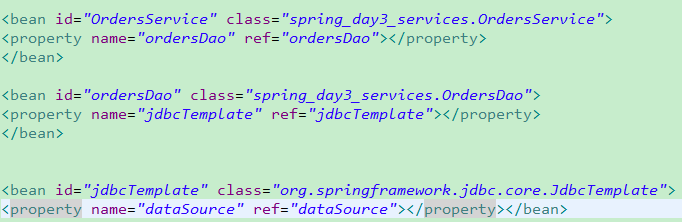 <bean id="OrdersService" class="spring_day3_services.OrdersService">
<property name="ordersDao" ref="ordersDao"></property>
</bean>
<bean id="ordersDao" class="spring_day3_services.OrdersDao">
<property name="jdbcTemplate" ref="jdbcTemplate"></property>
</bean>
<bean id="jdbcTemplate" class="org.springframework.jdbc.core.JdbcTemplate">
<property name="dataSource" ref="dataSource"></property></bean>